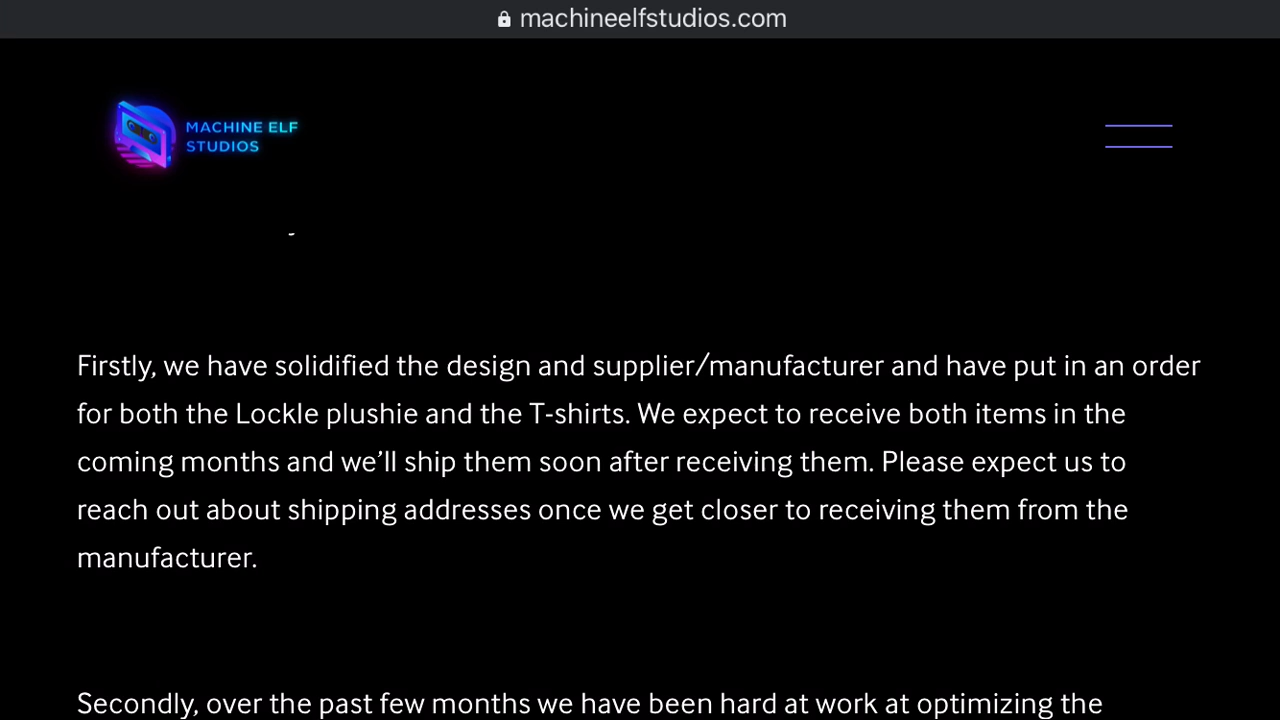 machineelfstudios.com
MACHINE ELF
STUDIOS
Firstly, we have solidified the design and supplier/manufacturer and have put in an order
for both the Lockle plushie and the T-shirts. We expect to receive both items in the
coming months and we’ll ship them soon after receiving them. Please expect us to
reach out about shipping addresses once we get closer to receiving them from the
manufacturer.
Secondly, over the past few months we have been hard at work at optimizing the